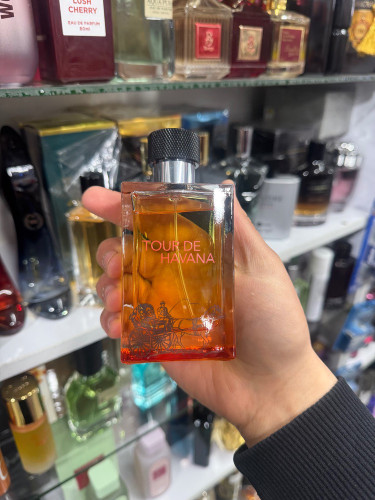 LUSH
CHERRY
EAU DE PARFUM
TOUR DE
HAVANA